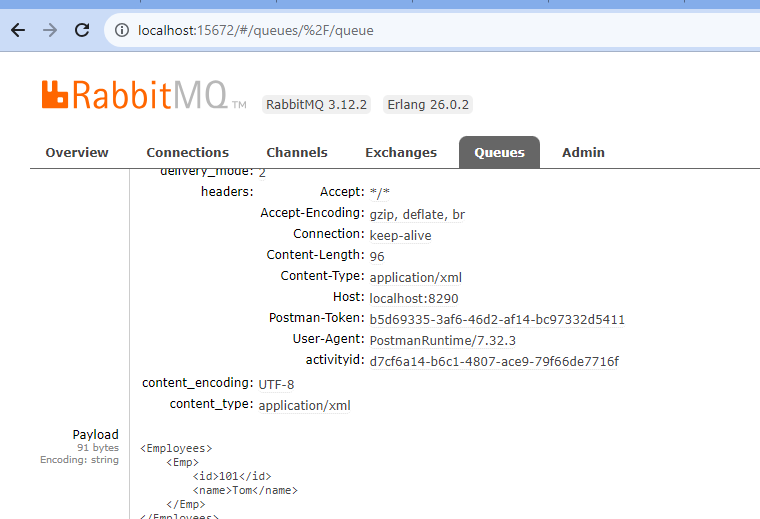 localhost:15672/#/queues/%2F/queue
RabbitMQ TM RabbitMQ 3.12.2 Erlang 26.0.2
Overview Connections Channels Exchanges Queues Admin
delivery_mode: 2
headers: Accept: */*
Accept-Encoding: gzip, deflate, br
Connection: keep-alive
Content-Length: 96
Content-Type: application/xml
Host: localhost:8290
Postman-Token: b5d69335-3af6-46d2-af14-bc97332d5411
User-Agent: PostmanRuntime/7.32.3
activityid: d7cf6a14-b6c1-4807-ace9-79f66de7716f
content_encoding: UTF-8
content_type: application/xml
Payload
91 bytes
Encoding: string
<Employees>
<Emp>
<id>101</id>
<name>Tom</name>
</Emp>
</Employees>